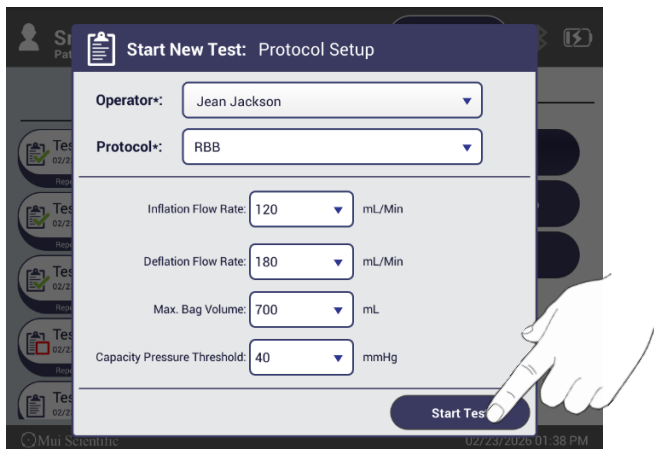 Start New Test: Protocol Setup
Operator*: Jean Jackson
Protocol*: RBB
Inflation Flow Rate: 120 mL/Min
Deflation Flow Rate: 180 mL/Min
Max. Bag Volume: 700 mL
Capacity Pressure Threshold: 40 mmHg
Start Tes
Mui Scientific 02/23/2026 01:38 PM